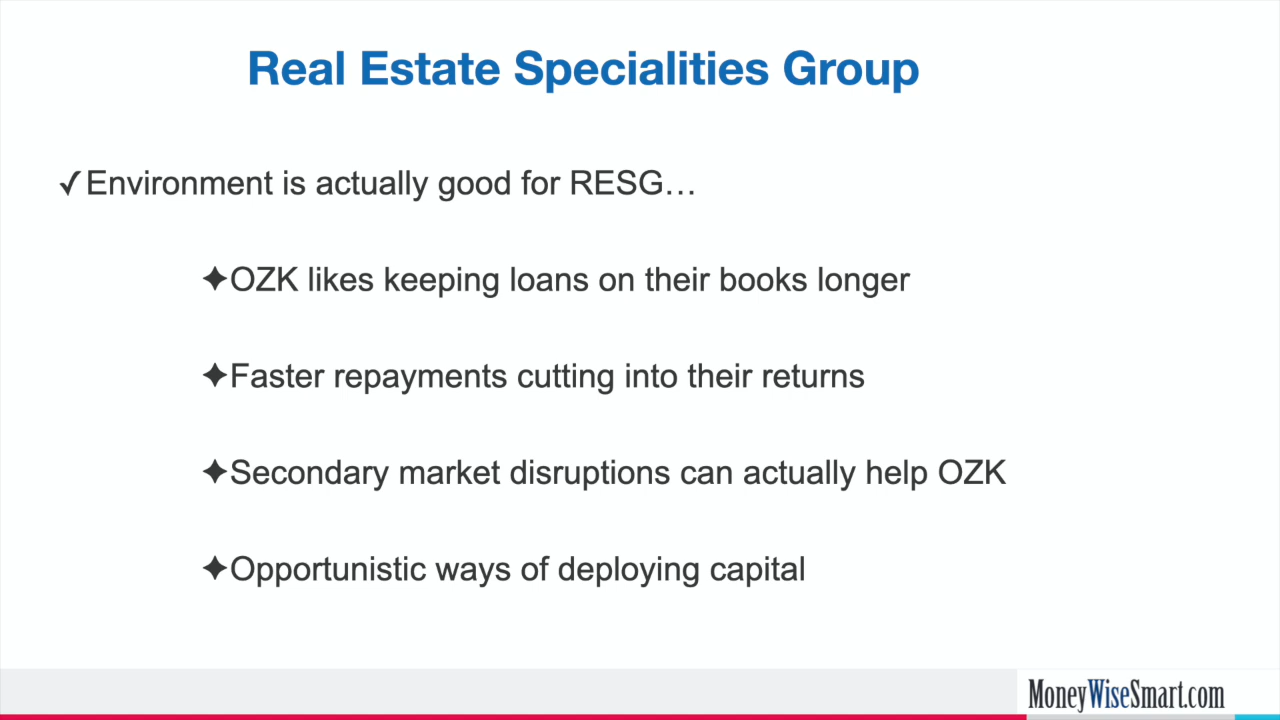 Real Estate Specialities Group
✓Environment is actually good for RESG…
✦OZK likes keeping loans on their books longer
✦Faster repayments cutting into their returns
✦Secondary market disruptions can actually help OZK
✦Opportunistic ways of deploying capital
MoneyWiseSmart.com